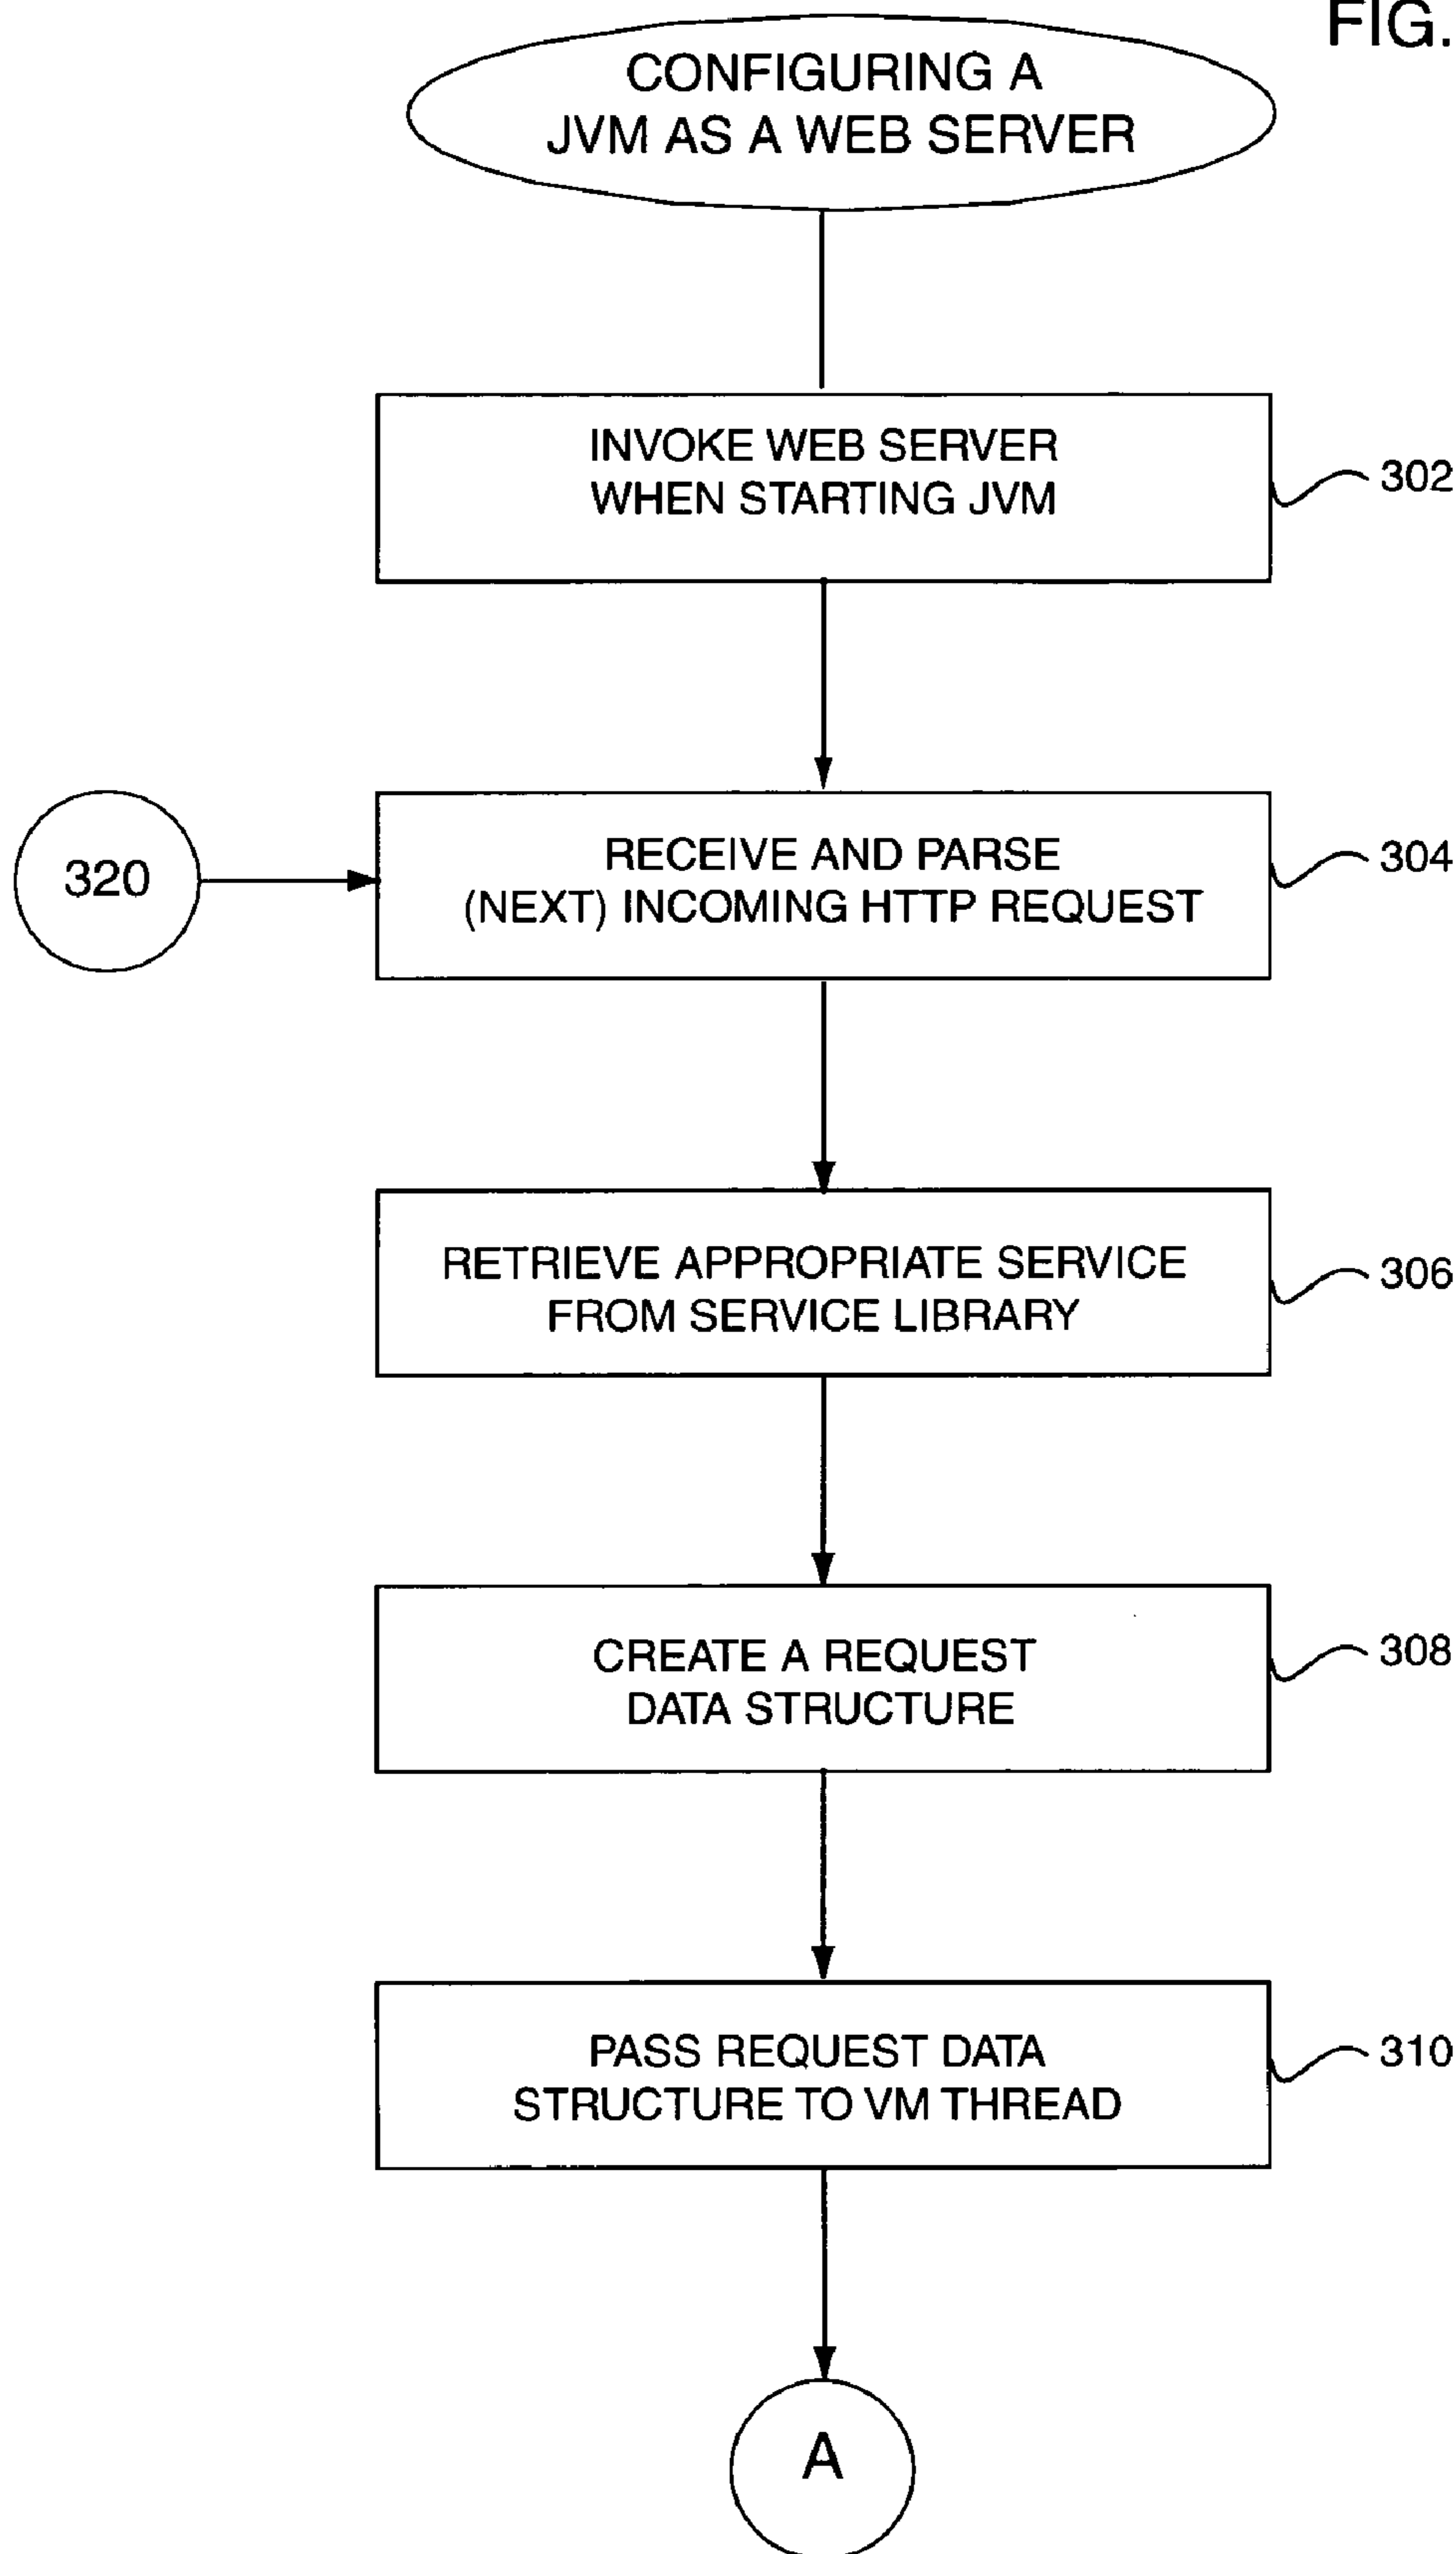 FIG.
CONFIGURING A
JVM AS A WEB SERVER
INVOKE WEB SERVER
WHEN STARTING JVM
302
320
RECEIVE AND PARSE
(NEXT) INCOMING HTTP REQUEST
304
RETRIEVE APPROPRIATE SERVICE
FROM SERVICE LIBRARY
306
CREATE A REQUEST
DATA STRUCTURE
308
PASS REQUEST DATA
STRUCTURE TO VM THREAD
310
A